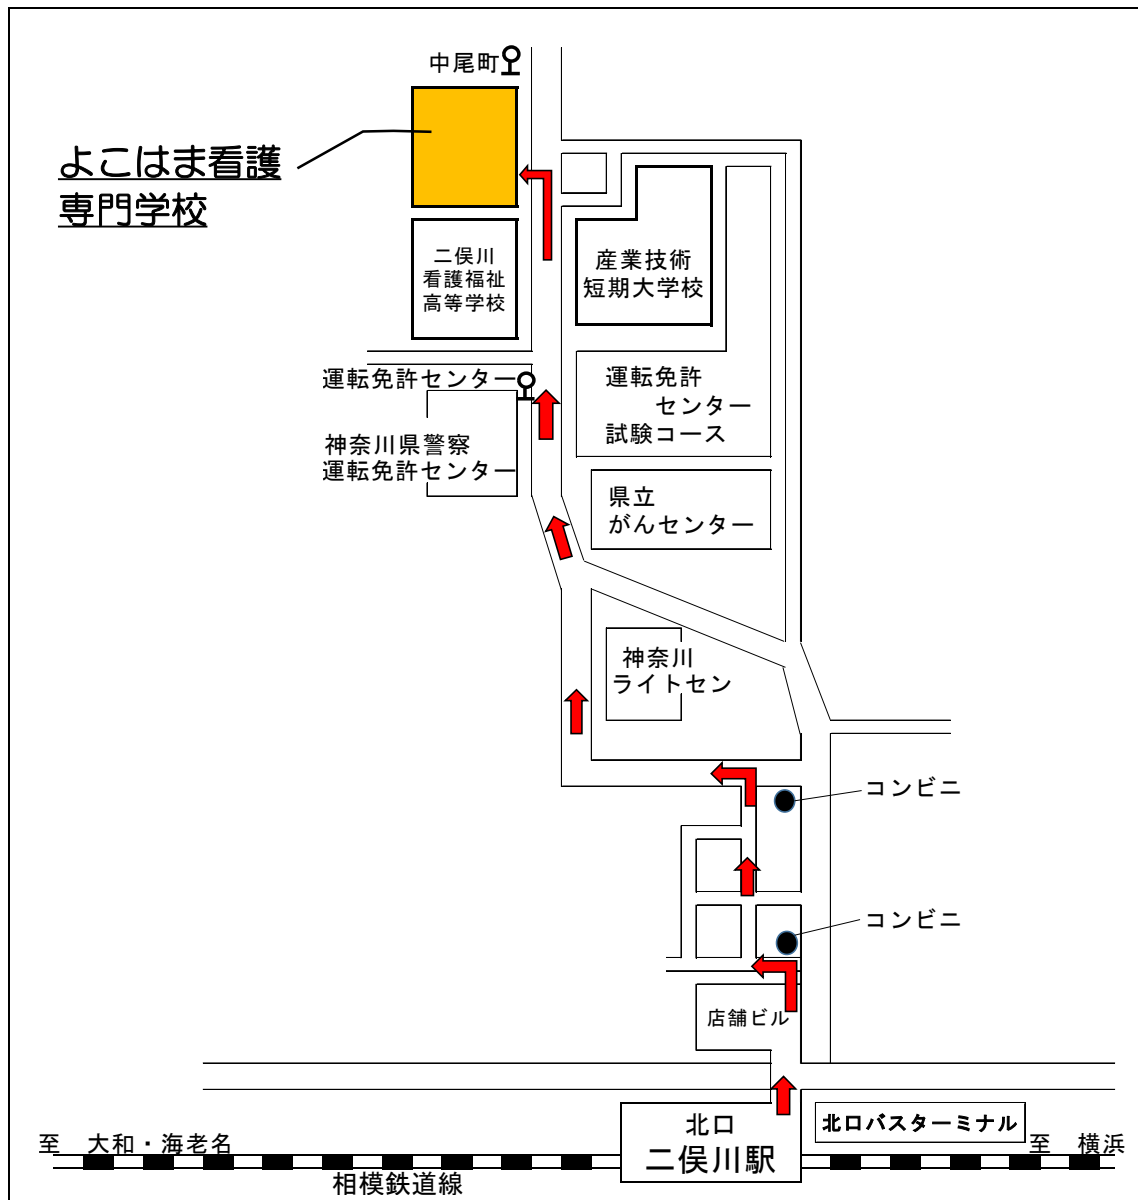 中尾町
よこはま看護
専門学校
二俣川
看護福祉
高等学校
産業技術
短期大学校
運転免許センター
運転免許
センター
試験コース
神奈川県警察
運転免許センター
県立
がんセンター
神奈川
ライトセン
コンビニ
コンビニ
店舗ビル
北口
二俣川駅
北口バスターミナル
至 大和・海老名
至 横浜
相模鉄道線